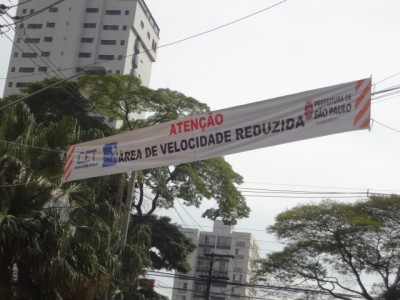 ATENÇÃO
ÁREA DE VELOCIDADE REDUZIDA
CET
PREFEITURA DE
SÃO PAULO